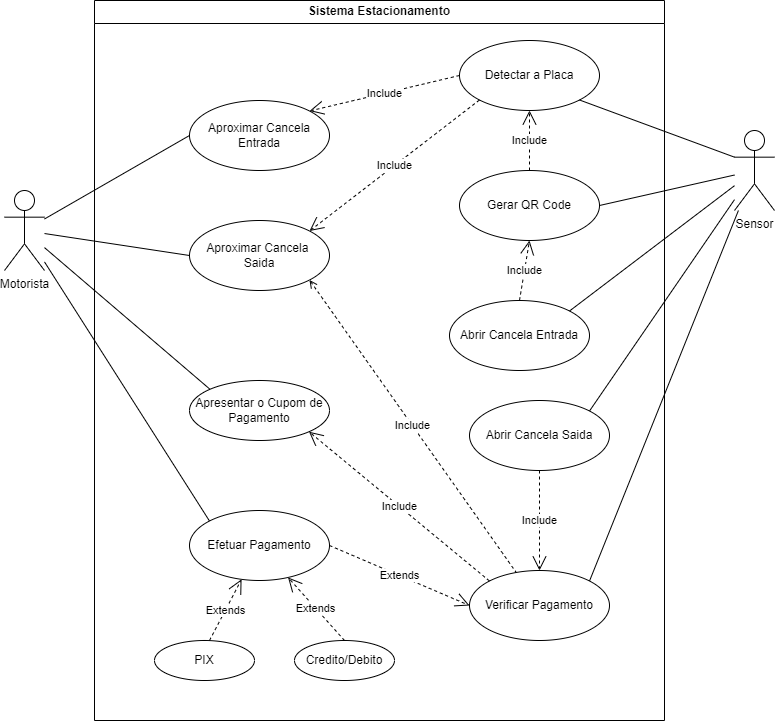 Sistema Estacionamento
Detectar a Placa
Include
Aproximar Cancela
Entrada
Include
Include
Gerar QR Code
Sensor
Aproximar Cancela
Saida
Include
Motorista
Abrir Cancela Entrada
Apresentar o Cupom de
Pagamento
Include
Abrir Cancela Saida
Include
Include
Efetuar Pagamento
Extends
Verificar Pagamento
Extends
Extends
PIX
Credito/Debito